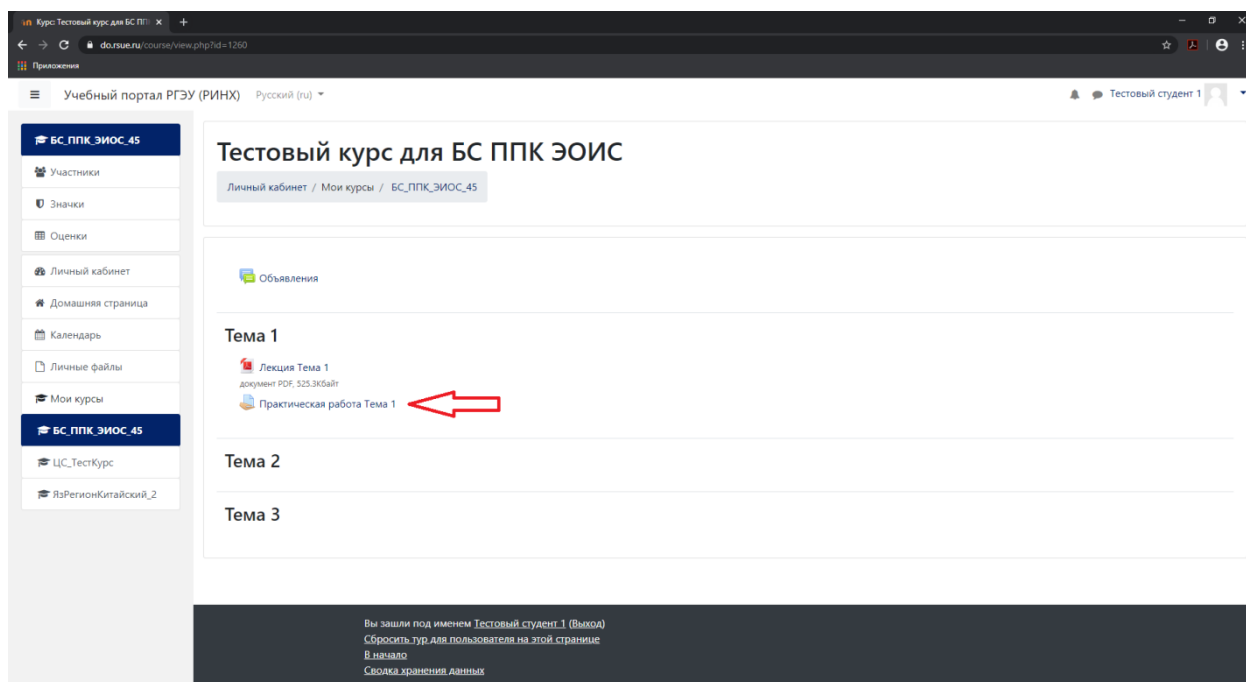 Курс: Тестовый курс для БС ПП
do.rsue.ru/course/view.php?id=1260
Приложения
Учебный портал РГЭУ (РИНХ) Русский (ru) Тестовый студент 1
БС_ППК_ЭИОС_45
Участники
Значки
Оценки
Личный кабинет
Домашняя страница
Календарь
Личные файлы
Мои курсы
БС_ППК_ЭИОС_45
ЦС_ТестКурс
ЯзРегионКитайский_2
Тестовый курс для БС ППК ЭОИС
Личный кабинет / Мои курсы / БС_ППК_ЭИОС_45
Объявления
Тема 1
Лекция Тема 1
документ PDF, 525.3Кбайт
Практическая работа Тема 1
Тема 2
Тема 3
Вы зашли под именем Тестовый студент 1 (Выход)
Сбросить тур для пользователя на этой странице
В начало
Сводка хранения данных